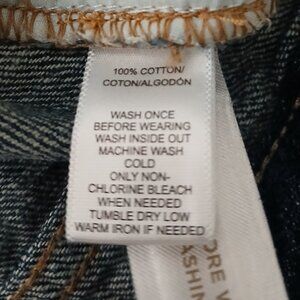 100% COTTON/
COTON/ALGODÓN
WASH ONCE
BEFORE WEARING
WASH INSIDE OUT
MACHINE WASH
COLD
ONLY NON-
CHLORINE BLEACH
WHEN NEEDED
TUMBLE DRY LOW
WARM IRON IF NEEDED